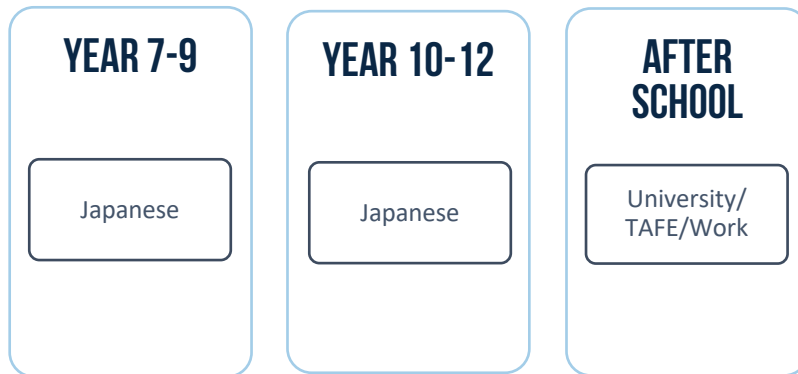 YEAR 7-9
Japanese
YEAR 10-12
Japanese
AFTER
SCHOOL
University/
TAFE/Work